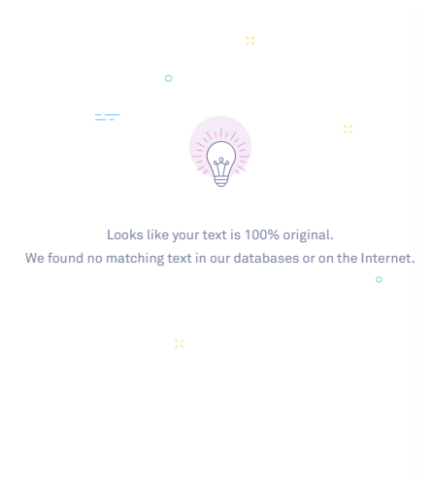 Looks like your text is 100% original.
We found no matching text in our databases or on the Internet.